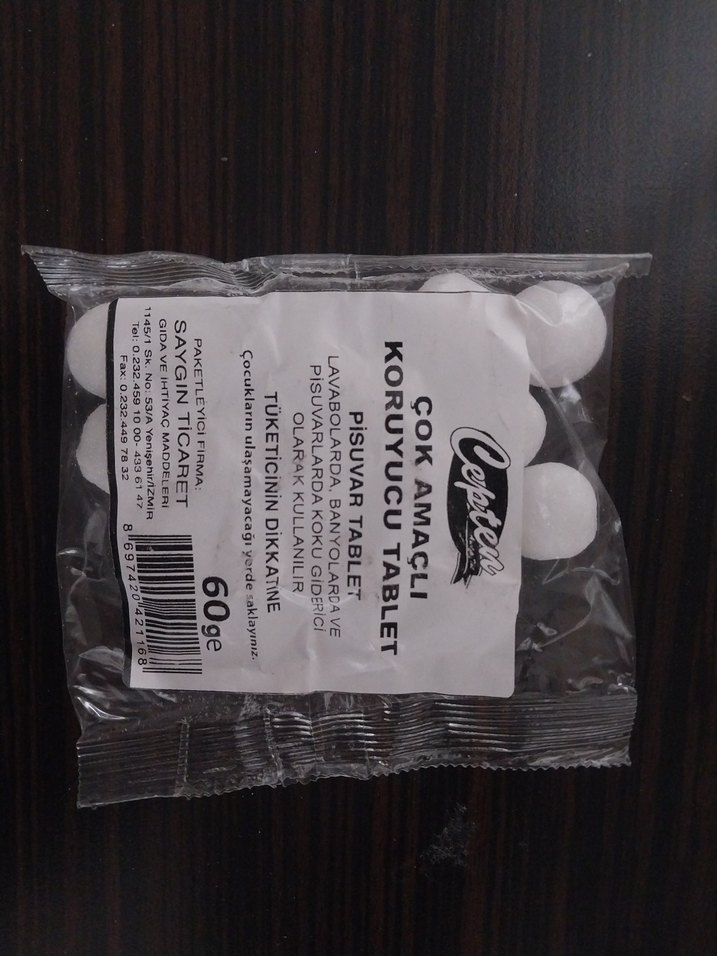 Cepten
ÇOK AMAÇLI
KORUYUCU TABLET
PİSUVAR TABLET
LAVABOLARDA, BANYOLARDA VE
PİSUVARLARDA KOKU GİDERİCİ
OLARAK KULLANILIR
TÜKETİCİNİN DİKKATİNE
Çocukların ulaşamayacağı yerde saklayınız.
60ge
PAKETLEYİCİ FİRMA:
SAYGIN TİCARET
GIDA VE İHTİYAÇ MADDELERİ
1145/1 Sk. No: 53/A Yenişehir/İZMİR
Tel: 0.232.459 10 00- 433 61 47
Fax: 0.232.449 78 32
8 697420 421168